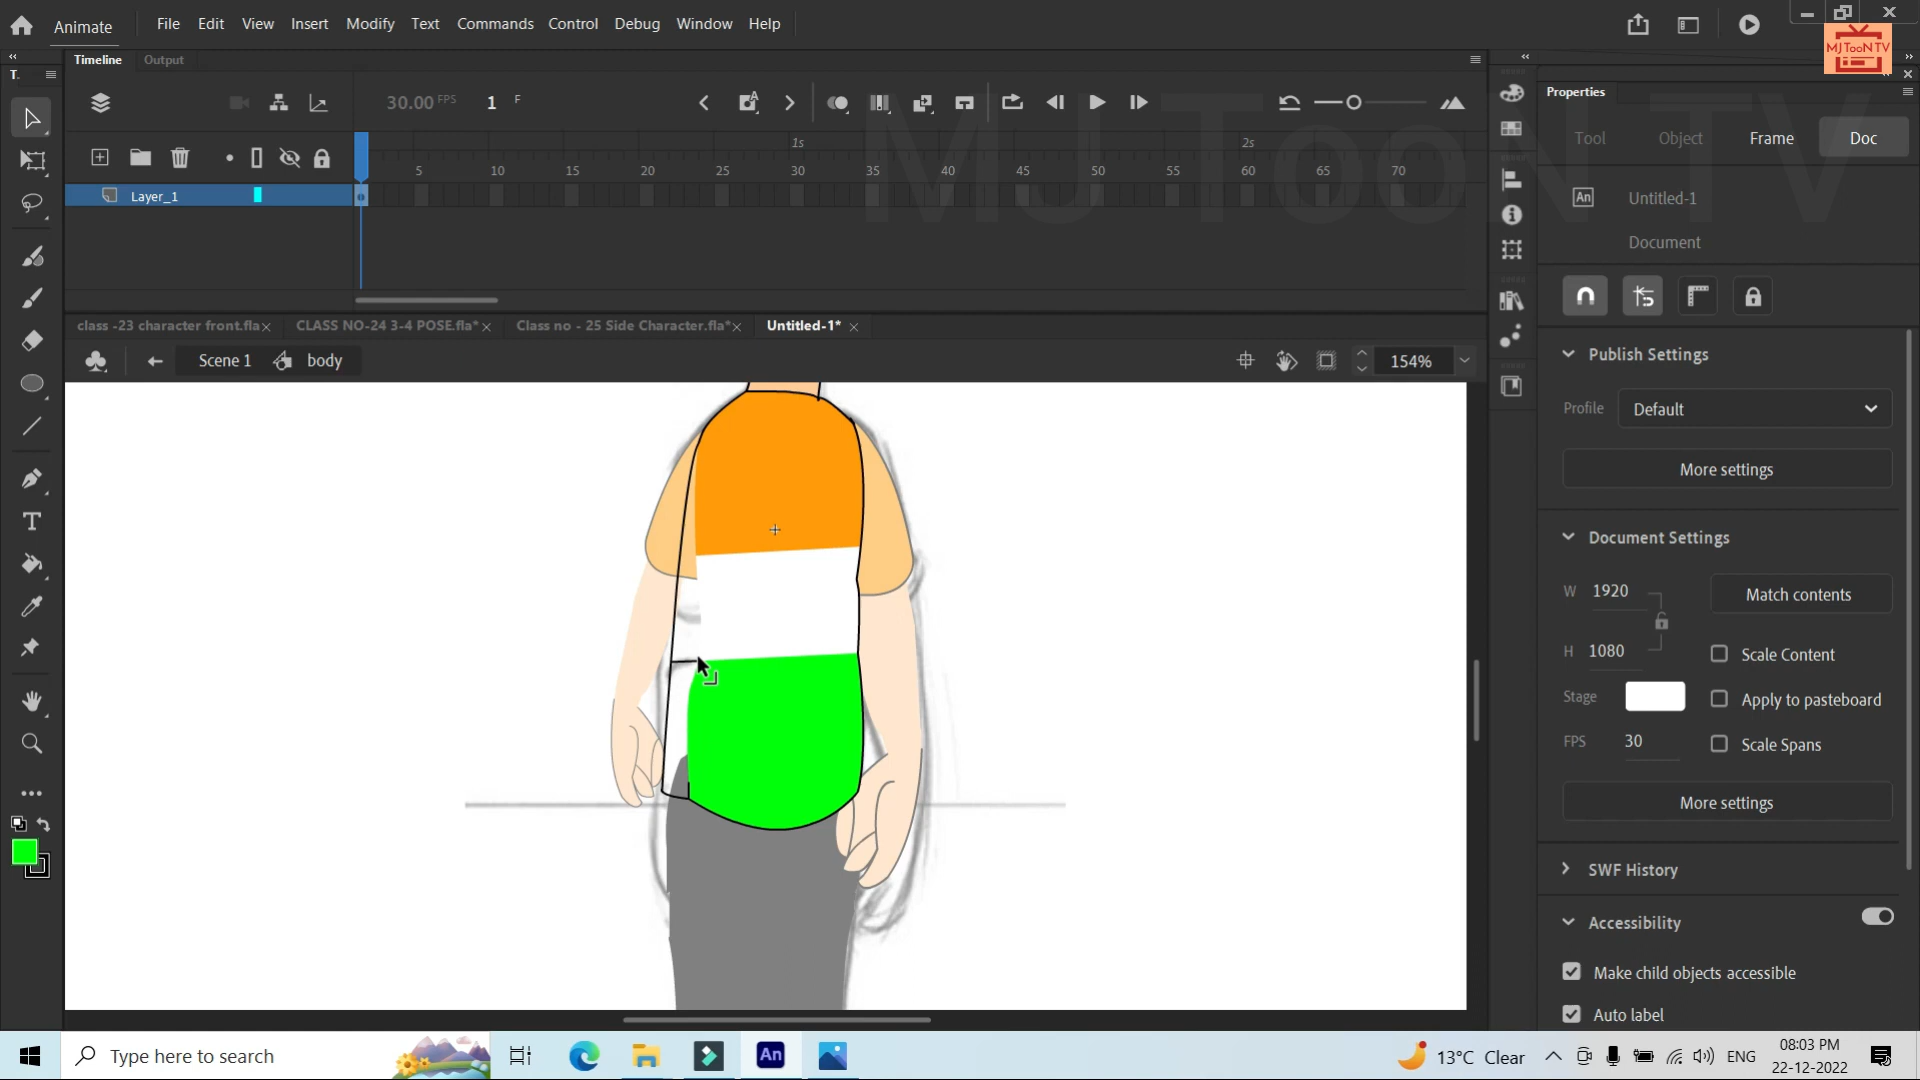 Animate
File Edit View Insert Modify Text Commands Control Debug Window Help
MJTooN TV
Timeline Output
T.
Properties
30.00 FPS 1 F
MJ TooN TV
Tool Object Frame Doc
1s 2s
5 10 15 20 25 30 35 40 45 50 55 60 65 70
Layer_1
An Untitled-1
Document
class -23 character front.fla× CLASS NO-24 3-4 POSE.fla*× Class no - 25 Side Character.fla*× Untitled-1* ×
Scene 1 body 154%
Publish Settings
Profile Default
More settings
Document Settings
W 1920 Match contents
H 1080 Scale Content
Stage Apply to pasteboard
FPS 30 Scale Spans
More settings
SWF History
Accessibility
Make child objects accessible
Auto label
Type here to search
An
13°C Clear ENG 08:03 PM
22-12-2022